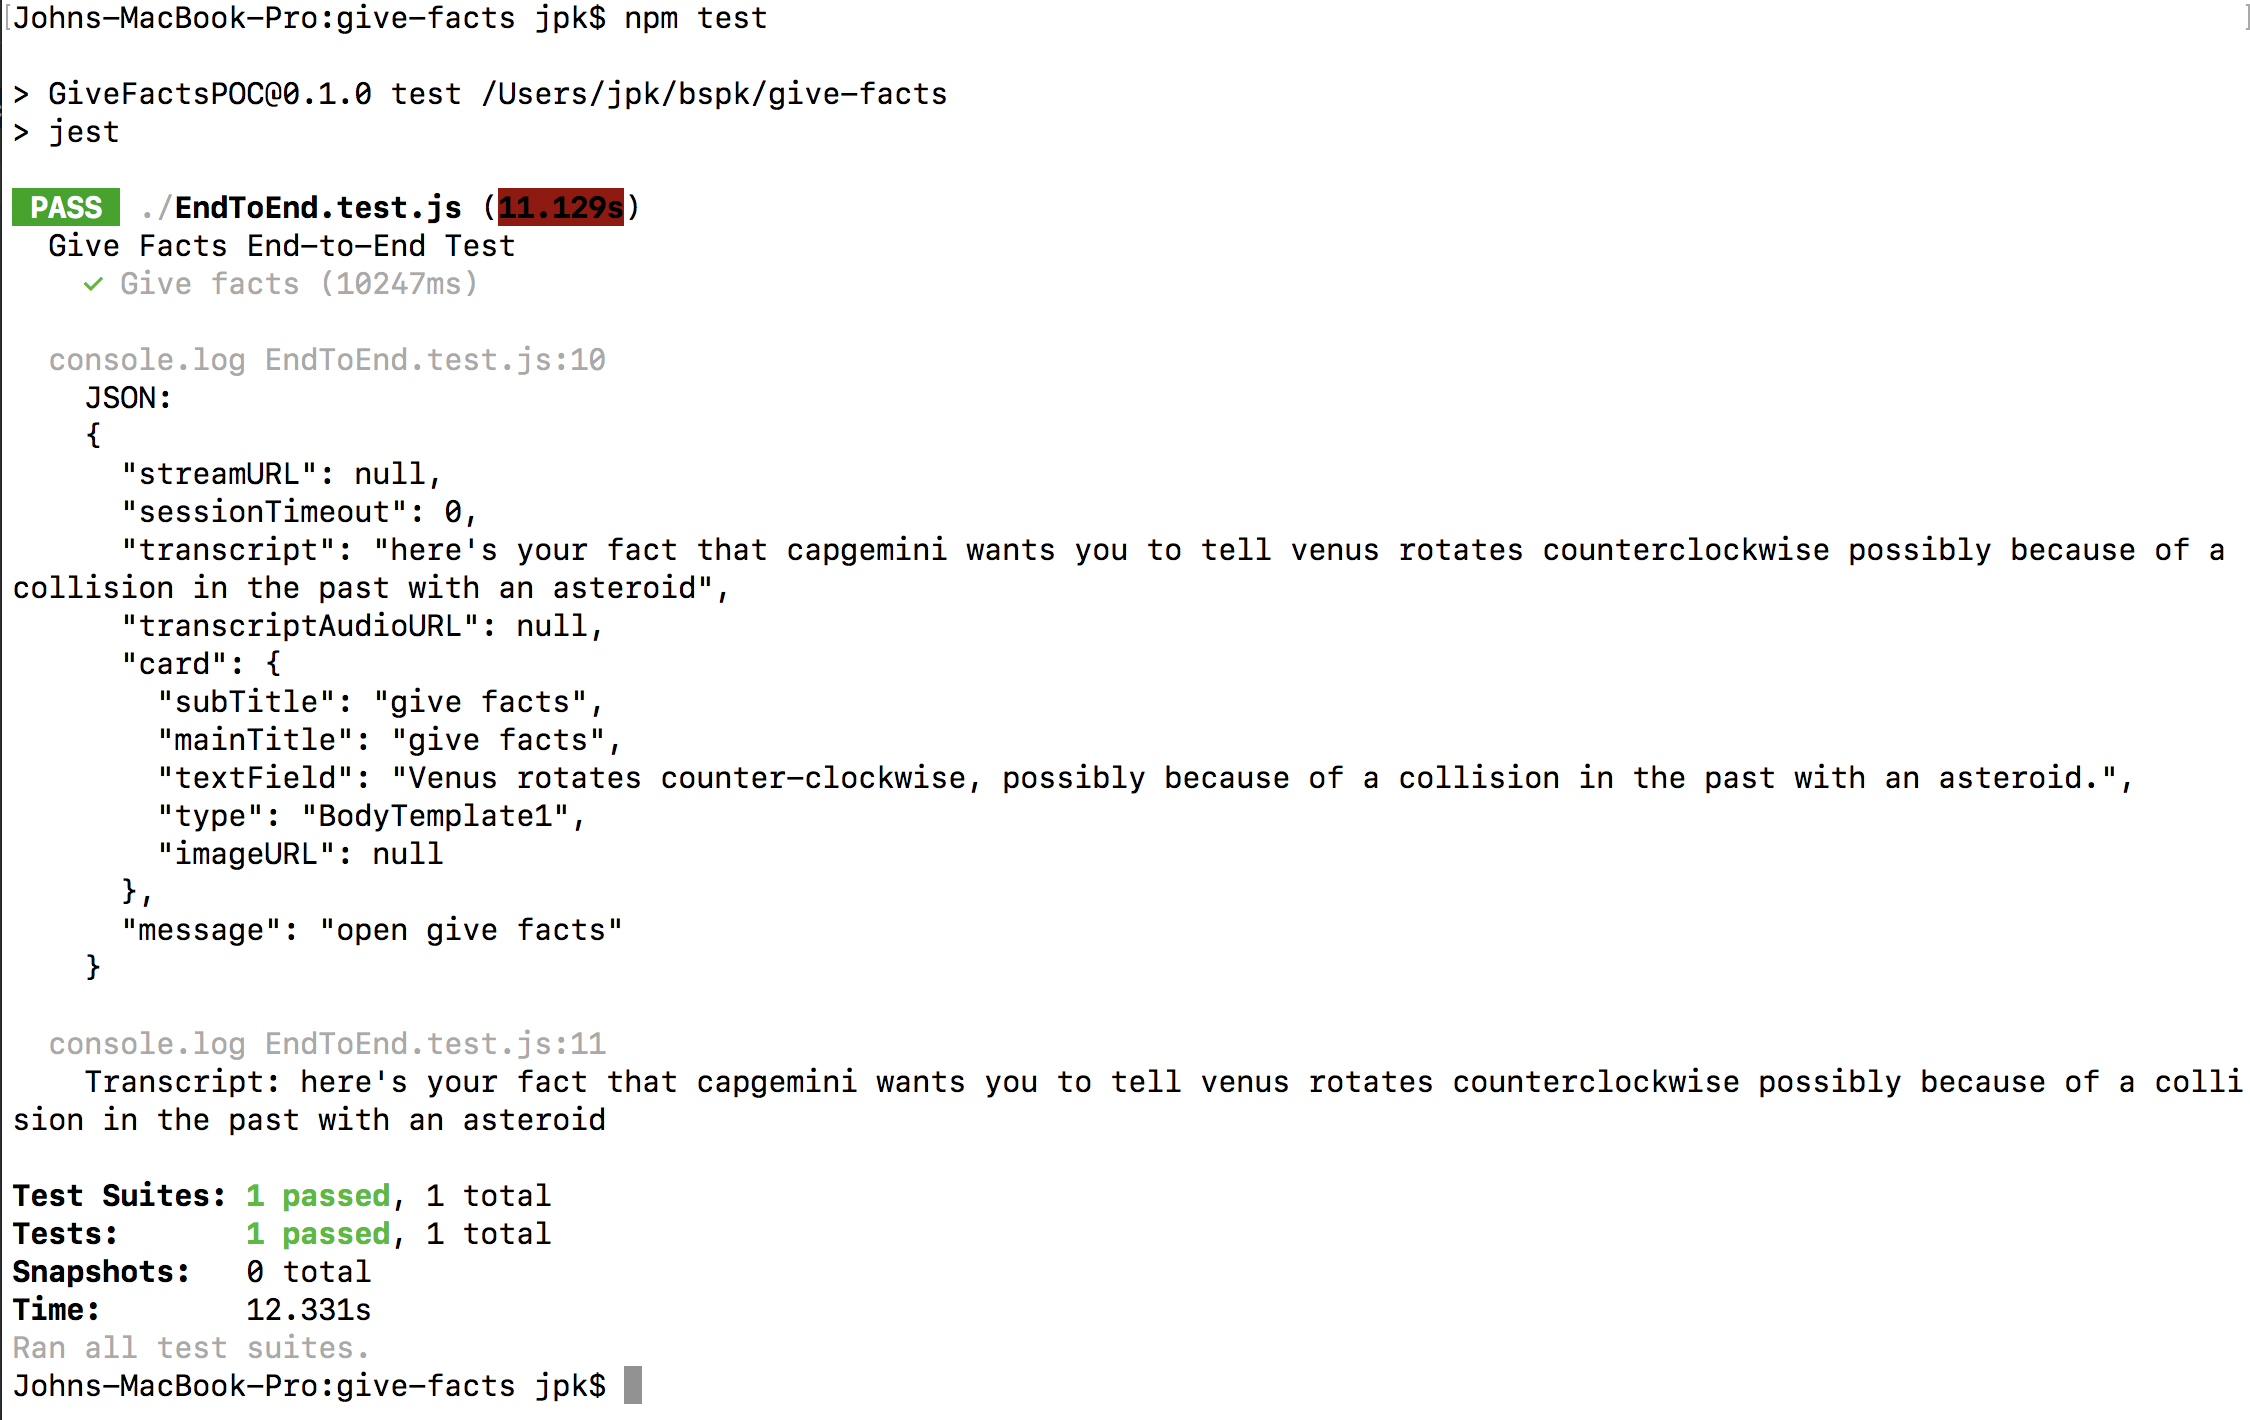 [Johns-MacBook-Pro:give-facts jpk$ npm test ]
> GiveFactsPOC@0.1.0 test /Users/jpk/bspk/give-facts
> jest
PASS ./EndToEnd.test.js (11.129s)
Give Facts End-to-End Test
✓ Give facts (10247ms)
console.log EndToEnd.test.js:10
JSON:
{
"streamURL": null,
"sessionTimeout": 0,
"transcript": "here's your fact that capgemini wants you to tell venus rotates counterclockwise possibly because of a
collision in the past with an asteroid",
"transcriptAudioURL": null,
"card": {
"subTitle": "give facts",
"mainTitle": "give facts",
"textField": "Venus rotates counter-clockwise, possibly because of a collision in the past with an asteroid.",
"type": "BodyTemplate1",
"imageURL": null
},
"message": "open give facts"
}
console.log EndToEnd.test.js:11
Transcript: here's your fact that capgemini wants you to tell venus rotates counterclockwise possibly because of a colli
sion in the past with an asteroid
Test Suites: 1 passed, 1 total
Tests: 1 passed, 1 total
Snapshots: 0 total
Time: 12.331s
Ran all test suites.
Johns-MacBook-Pro:give-facts jpk$